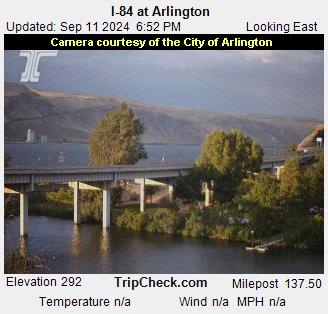 I-84 at Arlington
Updated: Sep 11 2024 6:52 PM Looking East
Camera courtesy of the City of Arlington
Elevation 292 TripCheck.com Milepost 137.50
Temperature n/a Wind n/a MPH n/a